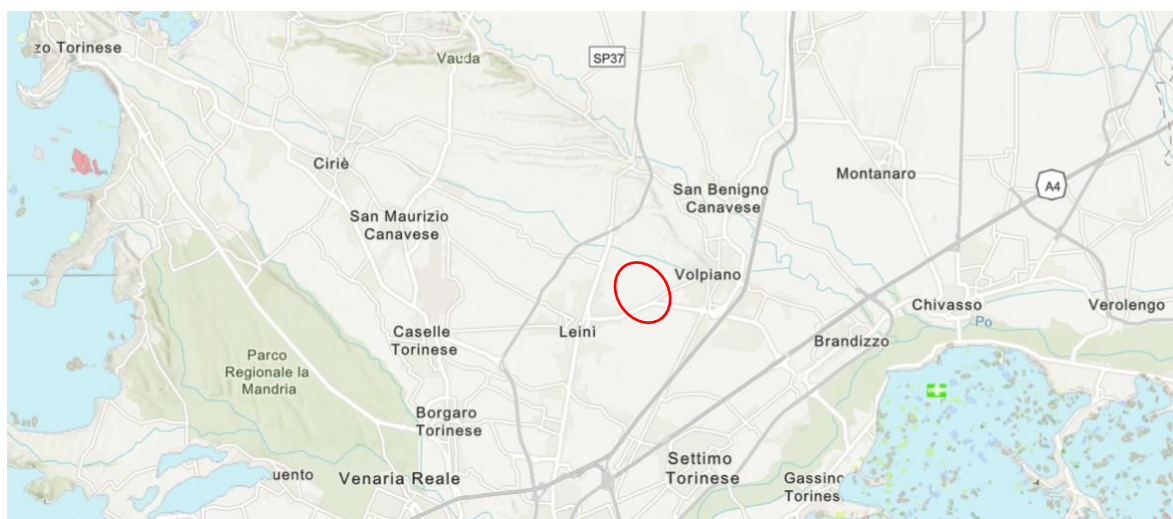 zo Torinese
Vauda
SP37
Ciriè
Montanaro
A4
San Benigno
Canavese
San Maurizio
Canavese
Volpiano
Chivasso
Verolengo
Po
Leinì
Caselle
Torinese
Brandizzo
Parco
Regionale la
Mandria
Borgaro
Torinese
Settimo
Torinese
uento
Venaria Reale
Gassino
Torines